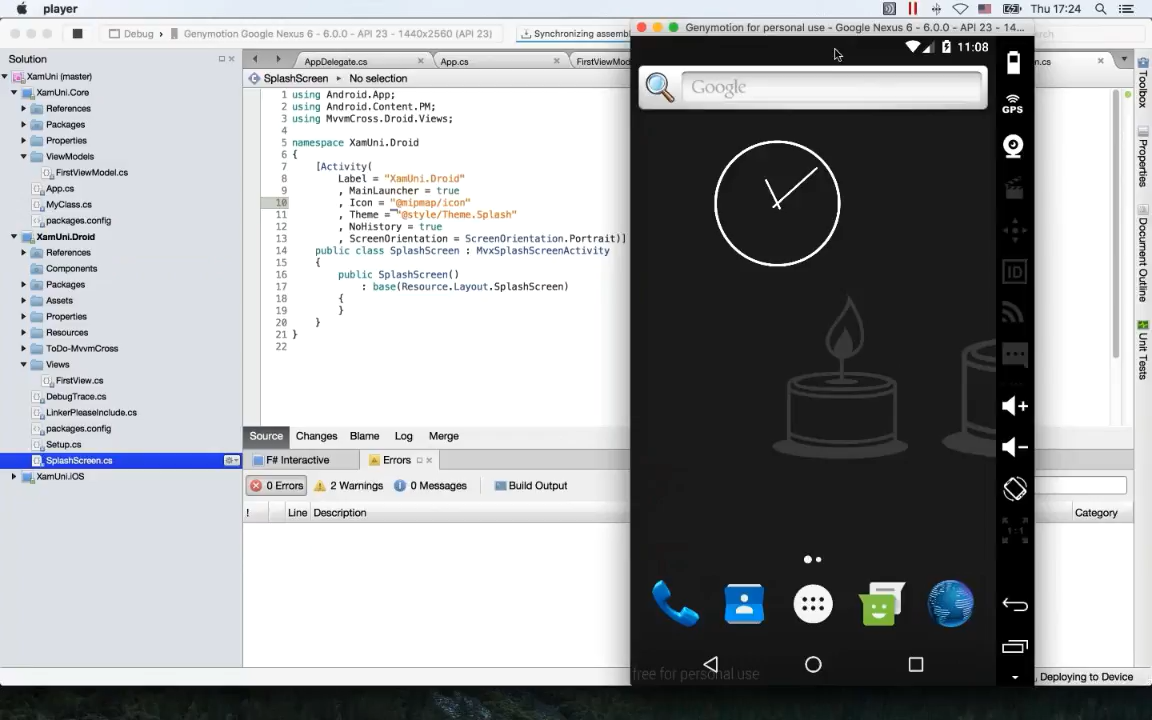 player
Thu 17:24
Debug
Genymotion Google Nexus 6 - 6.0.0 - API 23 - 1440x2560 (API 23)
Synchronizing assembl
Genymotion for personal use - Google Nexus 6 - 6.0.0 - API 23 - 14...
Solution
XamUni (master)
XamUni.Core
References
Packages
Properties
ViewModels
FirstViewModel.cs
App.cs
MyClass.cs
packages.config
XamUni.Droid
References
Components
Packages
Assets
Properties
Resources
ToDo-MvvmCross
Views
FirstView.cs
DebugTrace.cs
LinkerPleaseInclude.cs
packages.config
Setup.cs
SplashScreen.cs
XamUni.iOS
AppDelegate.cs
App.cs
FirstViewMod
SplashScreen
No selection
1 using Android.App;
2 using Android.Content.PM;
3 using MvvmCross.Droid.Views;
4
5 namespace XamUni.Droid
6 {
7 [Activity(
8 Label = "XamUni.Droid"
9 , MainLauncher = true
10 , Icon = "@mipmap/icon"
11 , Theme = "@style/Theme.Splash"
12 , NoHistory = true
13 , ScreenOrientation = ScreenOrientation.Portrait)]
14 public class SplashScreen : MvxSplashScreenActivity
15 {
16 public SplashScreen()
17 : base(Resource.Layout.SplashScreen)
18 {
19 }
20 }
21 }
22
Source
Changes
Blame
Log
Merge
F# Interactive
Errors
0 Errors
2 Warnings
0 Messages
Build Output
!
Line
Description
11:08
Google
free for personal use
GPS
ID
1:1
Toolbox
Properties
Document Outline
Unit Tests
Category
Deploying to Device